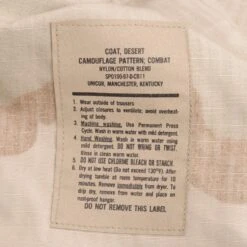 COAT, DESERT
CAMOUFLAGE PATTERN: COMBAT
NYLON/COTTON BLEND
SPO100-07-D-CB11
UNICOR, MANCHESTER, KENTUCKY
1. Wear outside of trousers
2. Adjust closures to ventilate; avoid overheat-
ing of body.
3. Machine washing. Use Permanent Press
Cycle. Wash in warm water with mild detergent.
4. Hand Washing. Wash in warm water using mild
detergent. DO NOT WRING OR TWIST.
Rinse in clean warm water.
5. DO NOT USE CHLORINE BLEACH OR STARCH.
6. Dry at low heat (Do not exceed 130°F). After
drying tumble at room temperature for 10 minutes.
Remove immediately from dryer. To
drip dry, remove from water and place on
rustproof hanger.
DO NOT REMOVE THIS LABEL